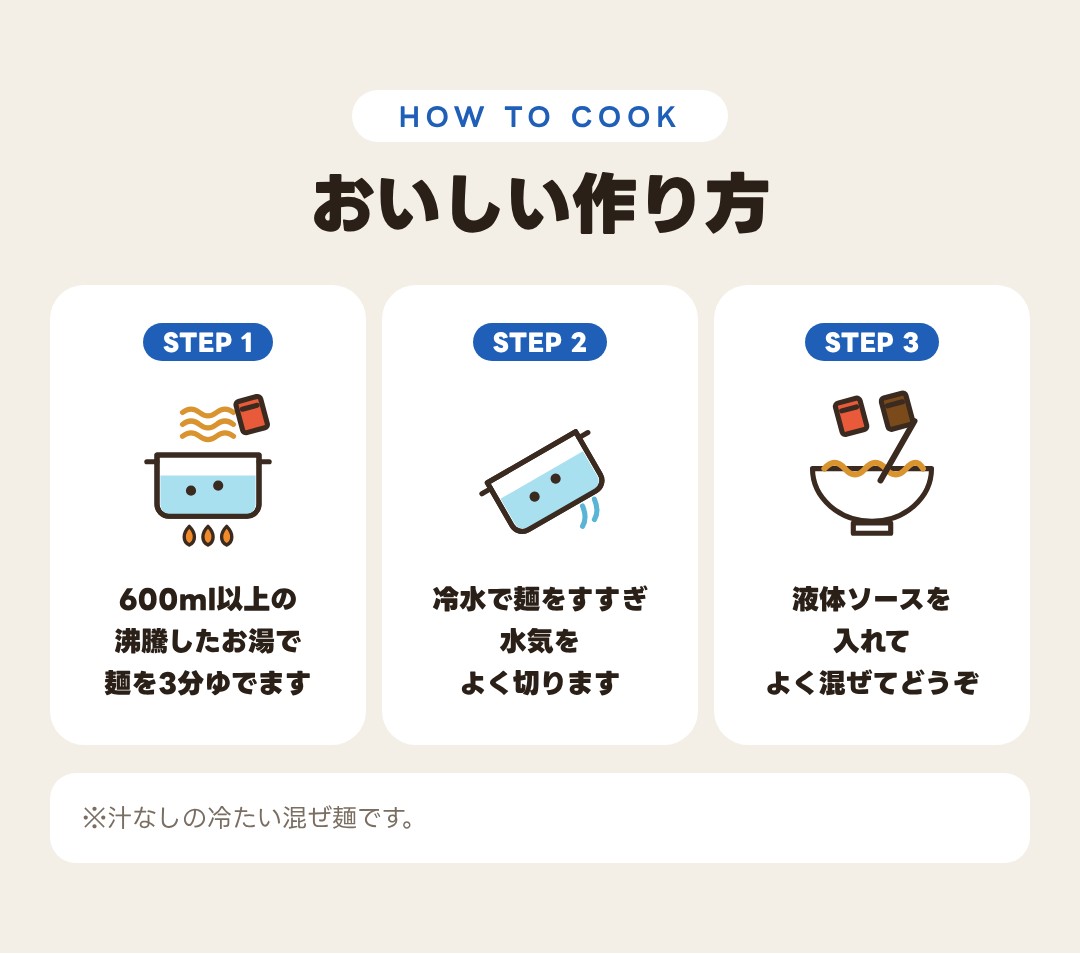 HOW TO COOK
おいしい作り方
STEP 1
600ml以上の
沸騰したお湯で
麺を3分ゆでます
STEP 2
冷水で麺をすすぎ
水気を
よく切ります
STEP 3
液体ソースを
入れて
よく混ぜてどうぞ
※汁なしの冷たい混ぜ麺です。